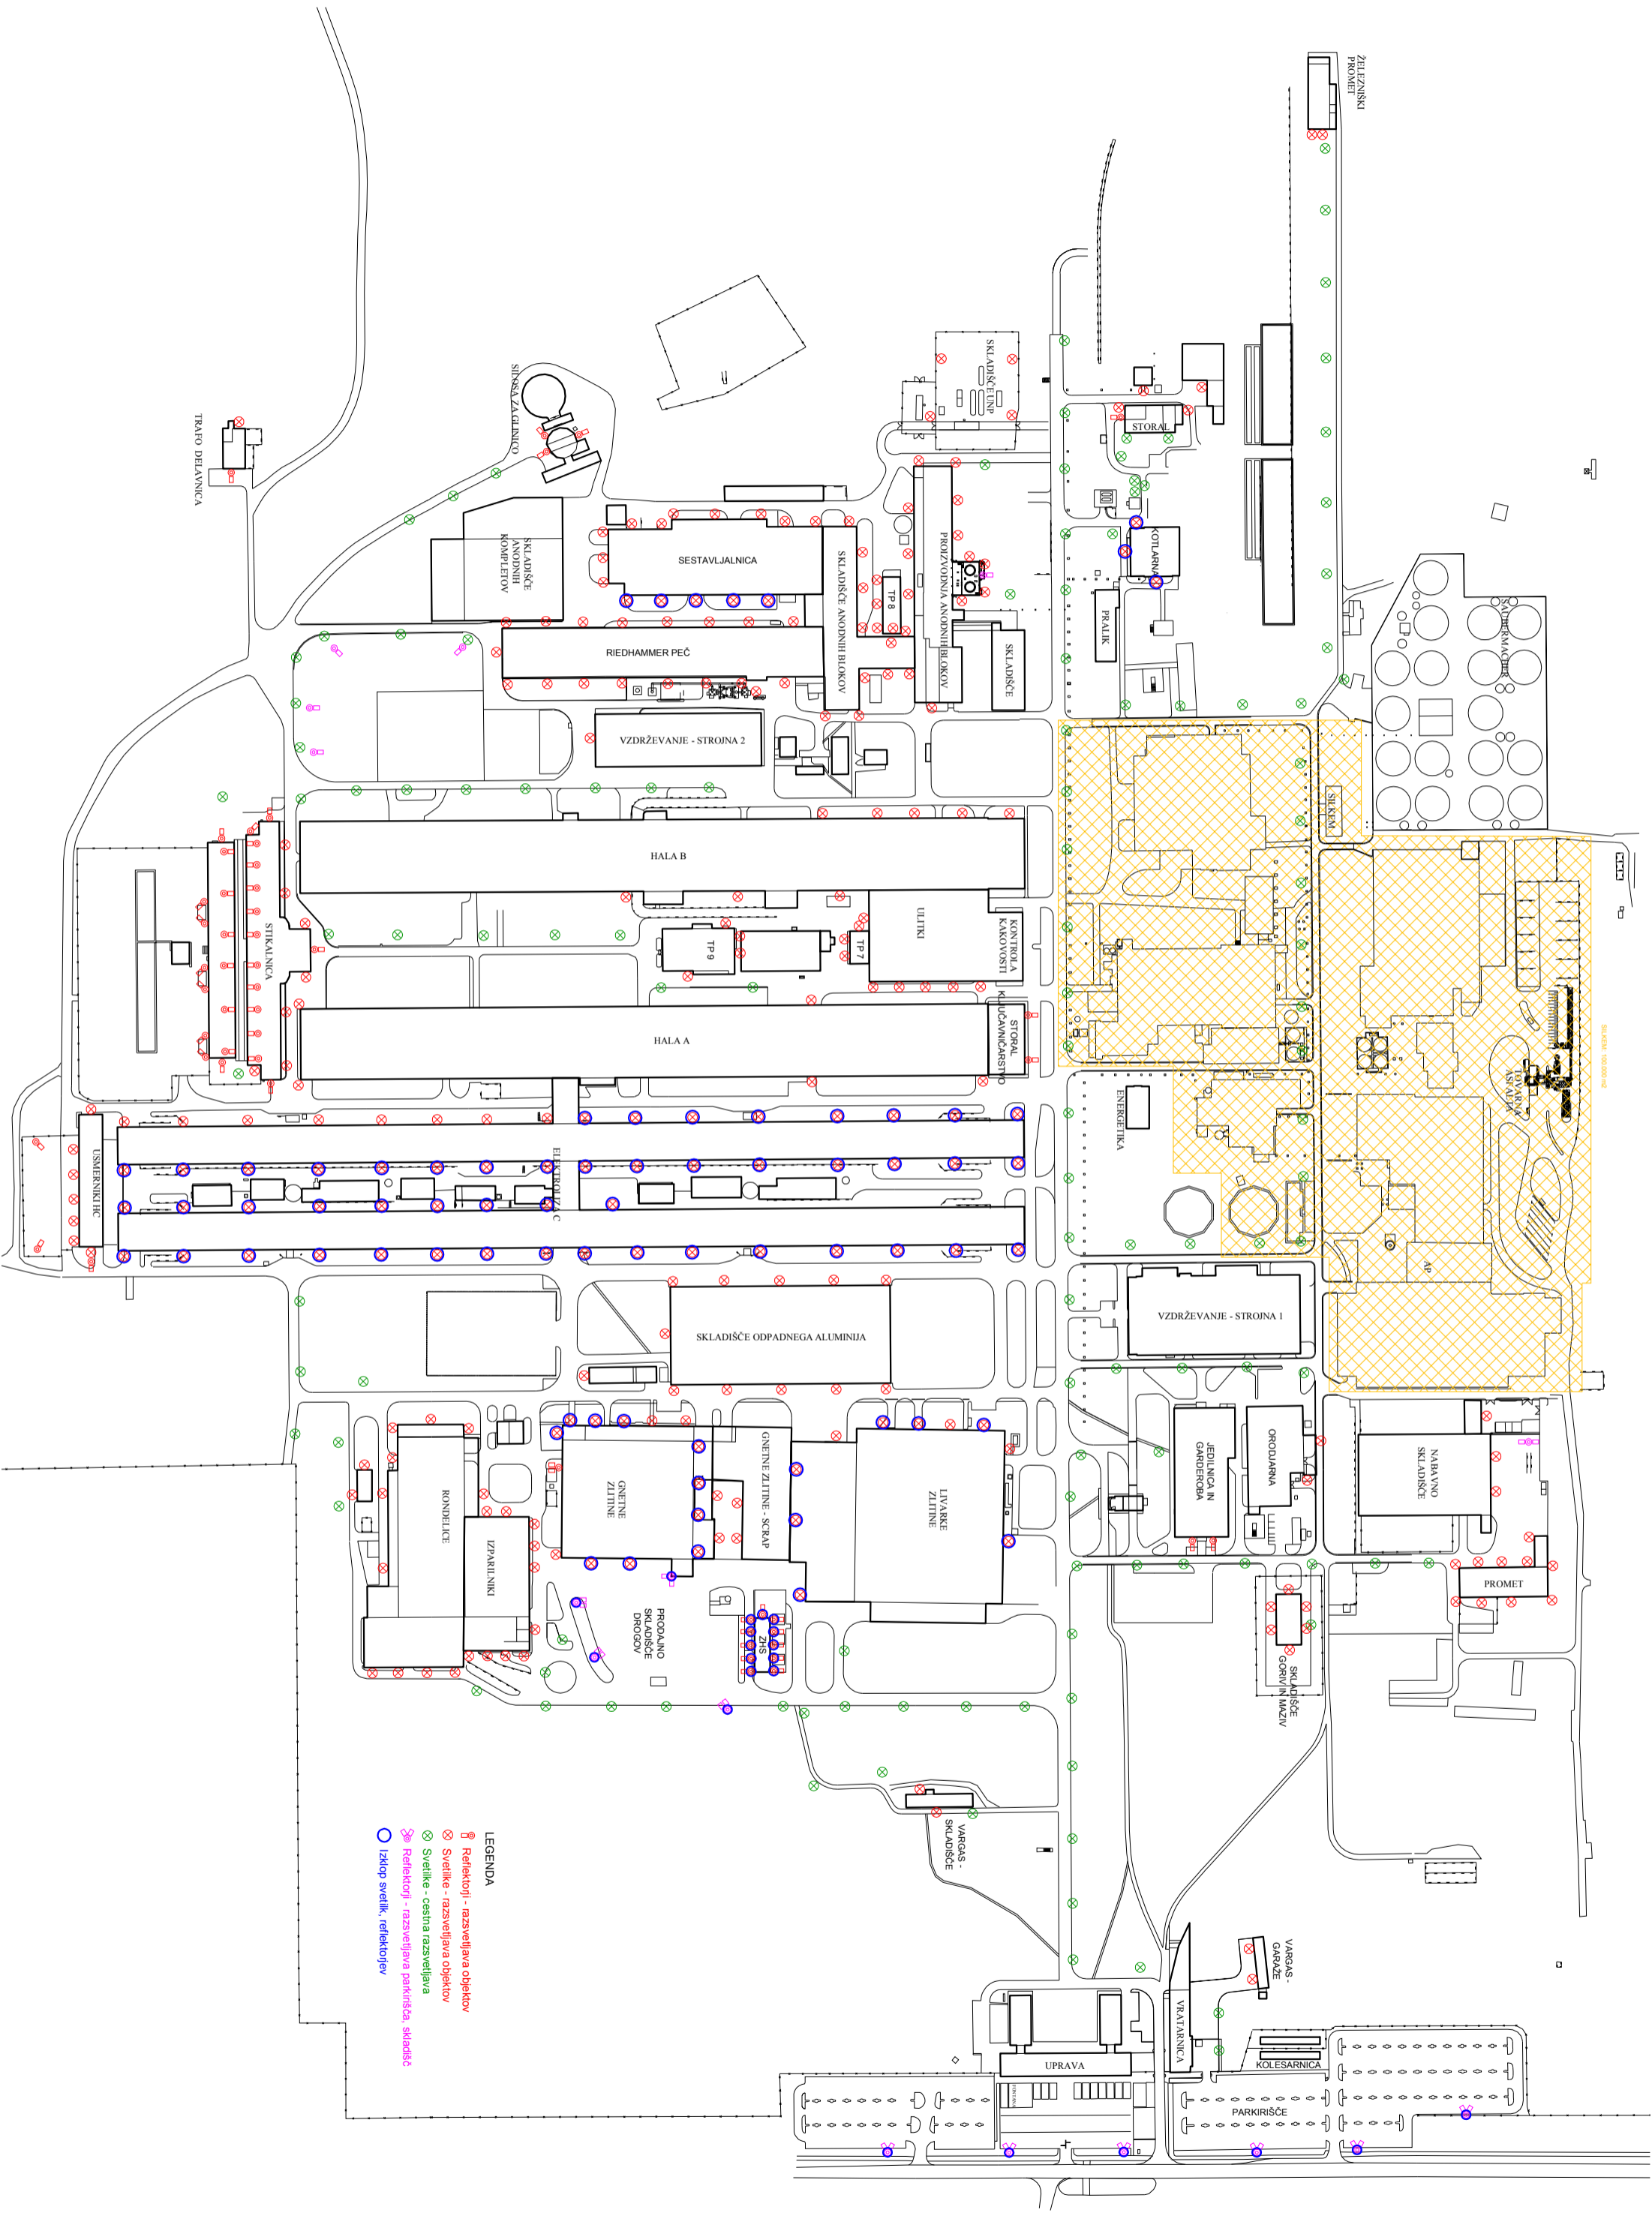 ŽELEZNIŠKI
PROMET
SKLADIŠČE UNP
STORAL
SILOSA ZA GLINICO
TRAFO DELAVNICA
KOTLARNA
SKLADIŠČE
ANODNIH
KOMPLETOV
SESTAVLJALNICA
SKLADIŠČE ANODNIH BLOKOV
TP 8
PROIZVODNJA ANODNIH BLOKOV
SKLADIŠČE
PRALIK
RIEDHAMMER PEČ
VZDRŽEVANJE - STROJNA 2
SILKEM
HALA B
ULITKI
KONTROLA
KAKOVOSTI
TP 7
TP 9
STIKALNICA
HALA A
STORAL
KLJUČAVNIČARSTVO
TOVARNA
ASFALTA
ENERGETIKA
USMERNIKI HC
ELEKTROLIZA C
AP
SKLADIŠČE ODPADNEGA ALUMINIJA
VZDRŽEVANJE - STROJNA 1
RONDELICE
IZPARILNIKI
GNETNE
ZLITINE
GNETNE ZLITINE - SCRAP
LIVARKE
ZLITINE
JEDILNICA IN
GARDEROBA
ORODJARNA
NABAVNO
SKLADIŠČE
PROMET
PRODAJNO
SKLADIŠČE
DROGOV
ZHS
SKLADIŠČE
GORIV IN MAZIV
VARGAS -
SKLADIŠČE
VARGAS -
GARAŽE
VRATARNICA
UPRAVA
FONTANA
KOLESARNICA
PARKIRIŠČE
LEGENDA
Reflektorji - razsvetljava objektov
Svetilke - razsvetljava objektov
Svetilke - cestna razsvetljava
Reflektorji - razsvetljava parkirišča, skladišč
Izklop svetilk, reflektorjev